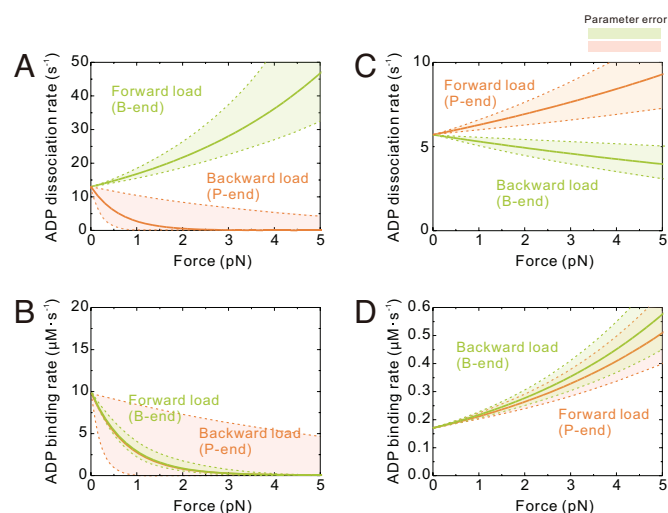 Parameter error
A
ADP dissociation rate (s⁻¹)
50
40
30
20
10
0
Forward load
(B-end)
Backward load
(P-end)
0 1 2 3 4 5
Force (pN)
C
ADP dissociation rate (s⁻¹)
10
5
0
Forward load
(P-end)
Backward load
(B-end)
0 1 2 3 4 5
Force (pN)
B
ADP binding rate (μM·s⁻¹)
20
15
10
5
0
Forward load
(B-end)
Backward load
(P-end)
0 1 2 3 4 5
Force (pN)
D
ADP binding rate (μM·s⁻¹)
0.6
0.5
0.4
0.3
0.2
0.1
0.0
Backward load
(B-end)
Forward load
(P-end)
0 1 2 3 4 5
Force (pN)